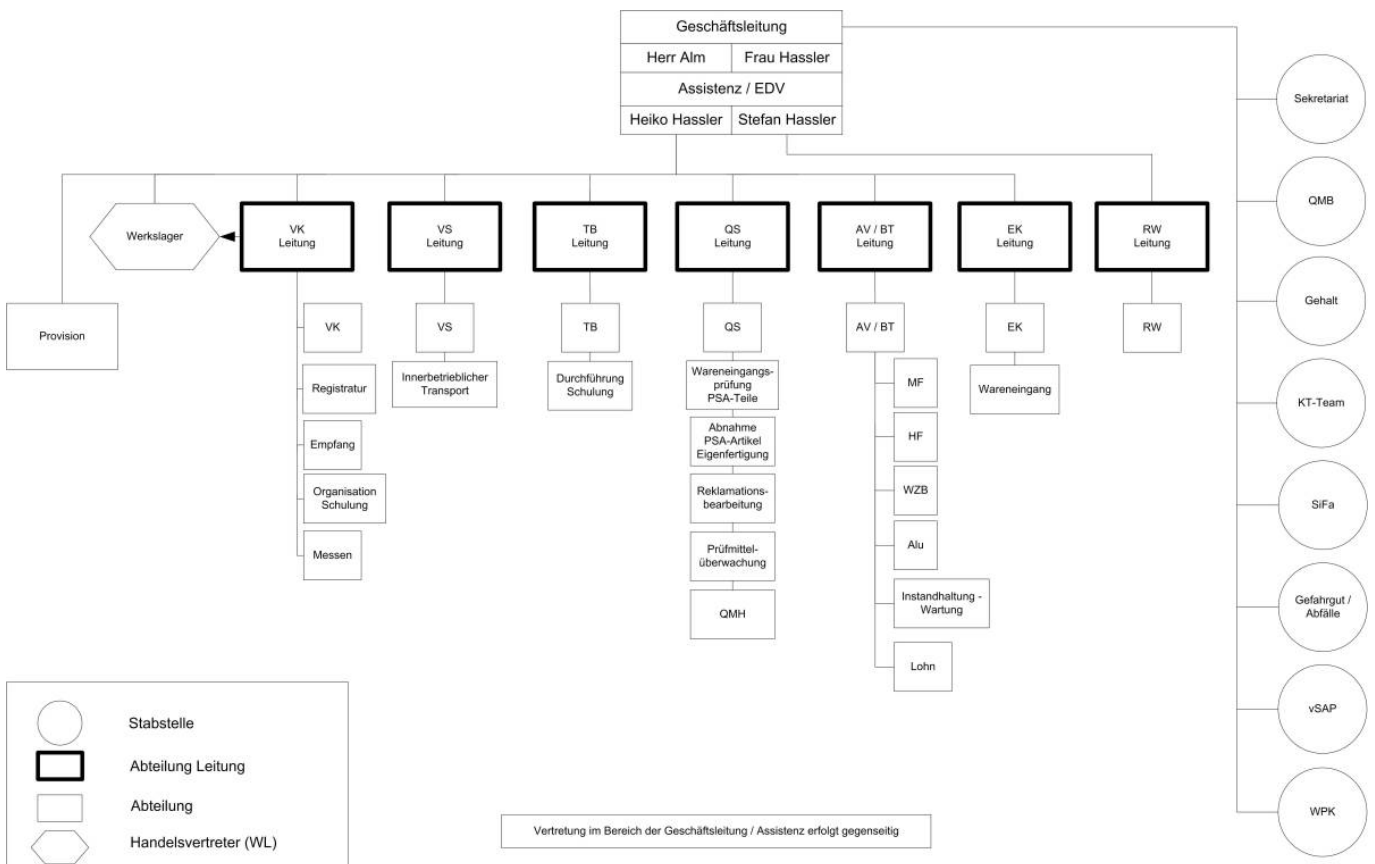 Geschäftsleitung
Herr Alm
Frau Hassler
Assistenz / EDV
Heiko Hassler
Stefan Hassler
Werkslager
VK
Leitung
VS
Leitung
TB
Leitung
QS
Leitung
AV / BT
Leitung
EK
Leitung
RW
Leitung
Provision
VK
Registratur
Empfang
Organisation
Schulung
Messen
VS
Innerbetrieblicher
Transport
TB
Durchführung
Schulung
QS
Wareneingangs-
prüfung
PSA-Teile
Abnahme
PSA-Artikel
Eigenfertigung
Reklamations-
bearbeitung
Prüfmittel-
überwachung
QMH
AV / BT
MF
HF
WZB
Alu
Instandhaltung -
Wartung
Lohn
EK
Wareneingang
RW
Sekretariat
QMB
Gehalt
KT-Team
SiFa
Gefahrgut /
Abfälle
vSAP
WPK
Stabstelle
Abteilung Leitung
Abteilung
Handelsvertreter (WL)
Vertretung im Bereich der Geschäftsleitung / Assistenz erfolgt gegenseitig